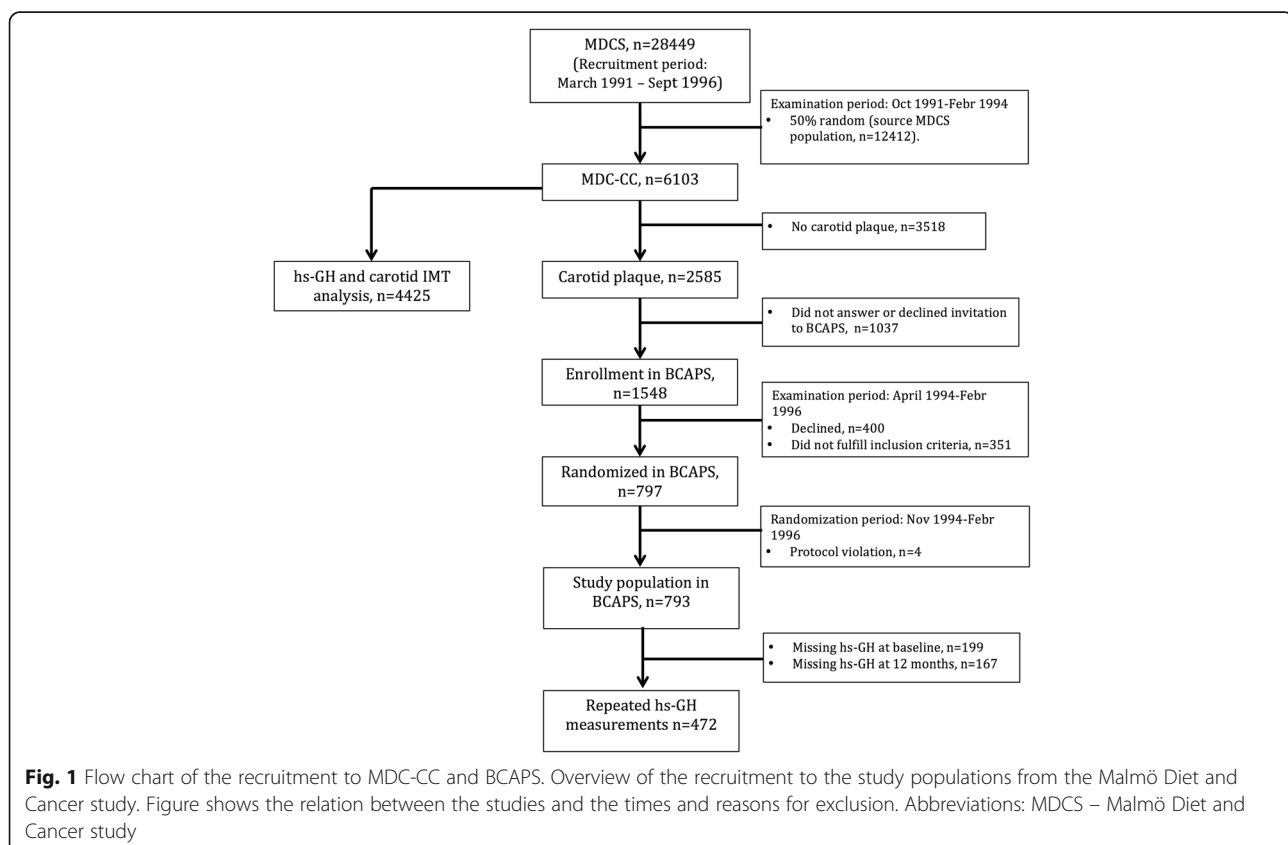 MDCS, n=28449
(Recruitment period:
March 1991 – Sept 1996)
Examination period: Oct 1991-Febr 1994
• 50% random (source MDCS
population, n=12412).
MDC-CC, n=6103
• No carotid plaque, n=3518
hs-GH and carotid IMT
analysis, n=4425
Carotid plaque, n=2585
• Did not answer or declined invitation
to BCAPS, n=1037
Enrollment in BCAPS,
n=1548
Examination period: April 1994-Febr
1996
• Declined, n=400
• Did not fulfill inclusion criteria, n=351
Randomized in BCAPS,
n=797
Randomization period: Nov 1994-Febr
1996
• Protocol violation, n=4
Study population in
BCAPS, n=793
• Missing hs-GH at baseline, n=199
• Missing hs-GH at 12 months, n=167
Repeated hs-GH
measurements n=472
Fig. 1 Flow chart of the recruitment to MDC-CC and BCAPS. Overview of the recruitment to the study populations from the Malmö Diet and
Cancer study. Figure shows the relation between the studies and the times and reasons for exclusion. Abbreviations: MDCS – Malmö Diet and
Cancer study